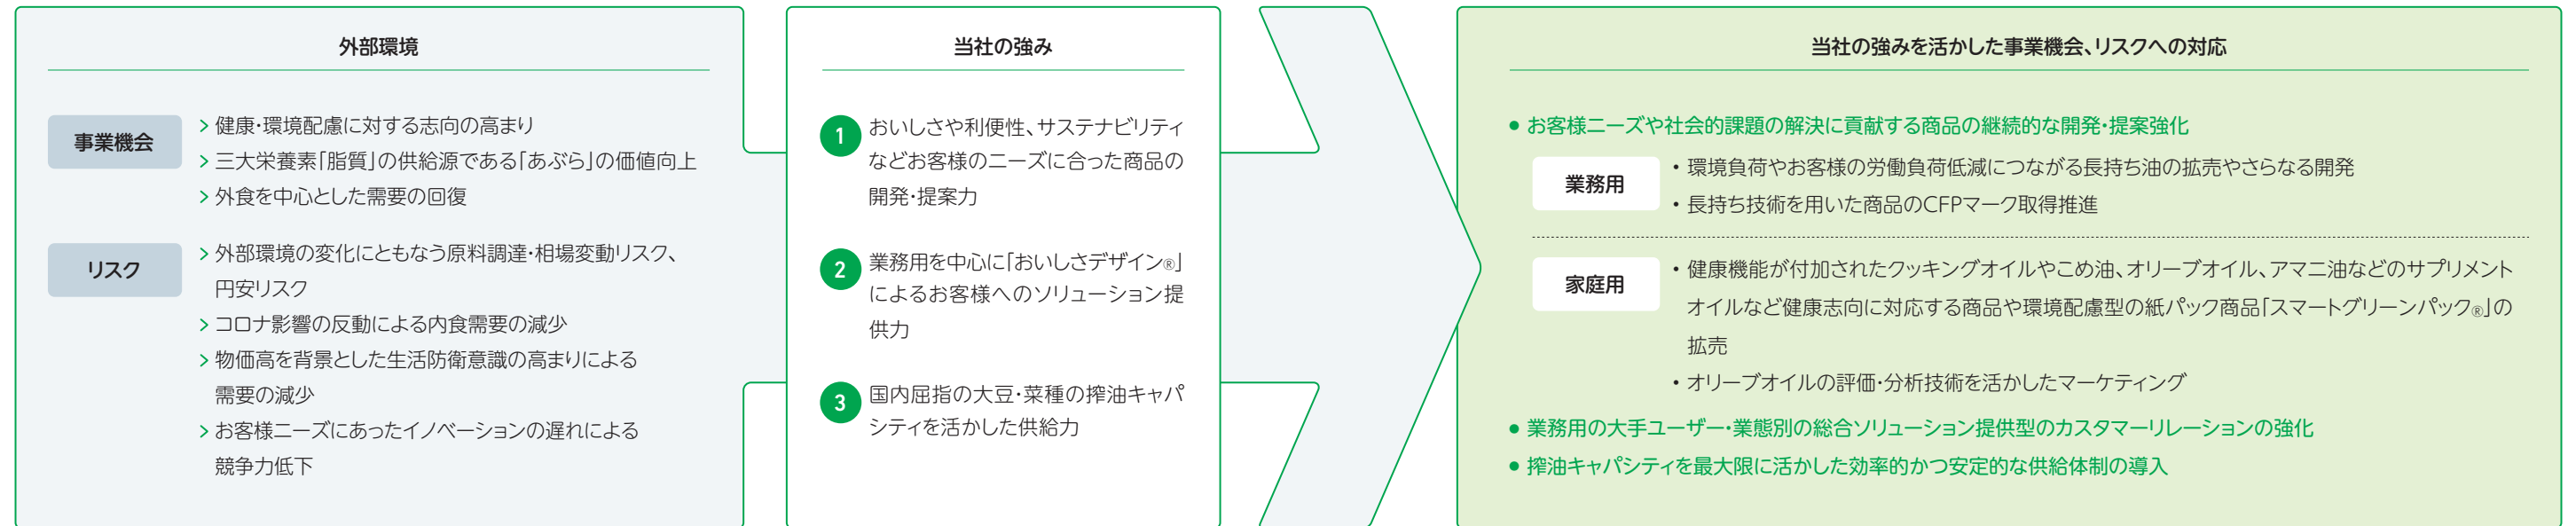 外部環境
事業機会
> 健康・環境配慮に対する志向の高まり
> 三大栄養素「脂質」の供給源である「あぶら」の価値向上
> 外食を中心とした需要の回復
リスク
> 外部環境の変化にともなう原料調達・相場変動リスク、
円安リスク
> コロナ影響の反動による内食需要の減少
> 物価高を背景とした生活防衛意識の高まりによる
需要の減少
> お客様ニーズにあったイノベーションの遅れによる
競争力低下
当社の強み
1 おいしさや利便性、サステナビリティ
などお客様のニーズに合った商品の
開発・提案力
2 業務用を中心に「おいしさデザイン®」
によるお客様へのソリューション提
供力
3 国内屈指の大豆・菜種の搾油キャパ
シティを活かした供給力
当社の強みを活かした事業機会、リスクへの対応
● お客様ニーズや社会的課題の解決に貢献する商品の継続的な開発・提案強化
業務用
・環境負荷やお客様の労働負荷低減につながる長持ち油の拡売やさらなる開発
・長持ち技術を用いた商品のCFPマーク取得推進
家庭用
・健康機能が付加されたクッキングオイルやこめ油、オリーブオイル、アマニ油などのサプリメント
オイルなど健康志向に対応する商品や環境配慮型の紙パック商品「スマートグリーンパック®」の
拡売
・オリーブオイルの評価・分析技術を活かしたマーケティング
● 業務用の大手ユーザー・業態別の総合ソリューション提供型のカスタマーリレーションの強化
● 搾油キャパシティを最大限に活かした効率的かつ安定的な供給体制の導入